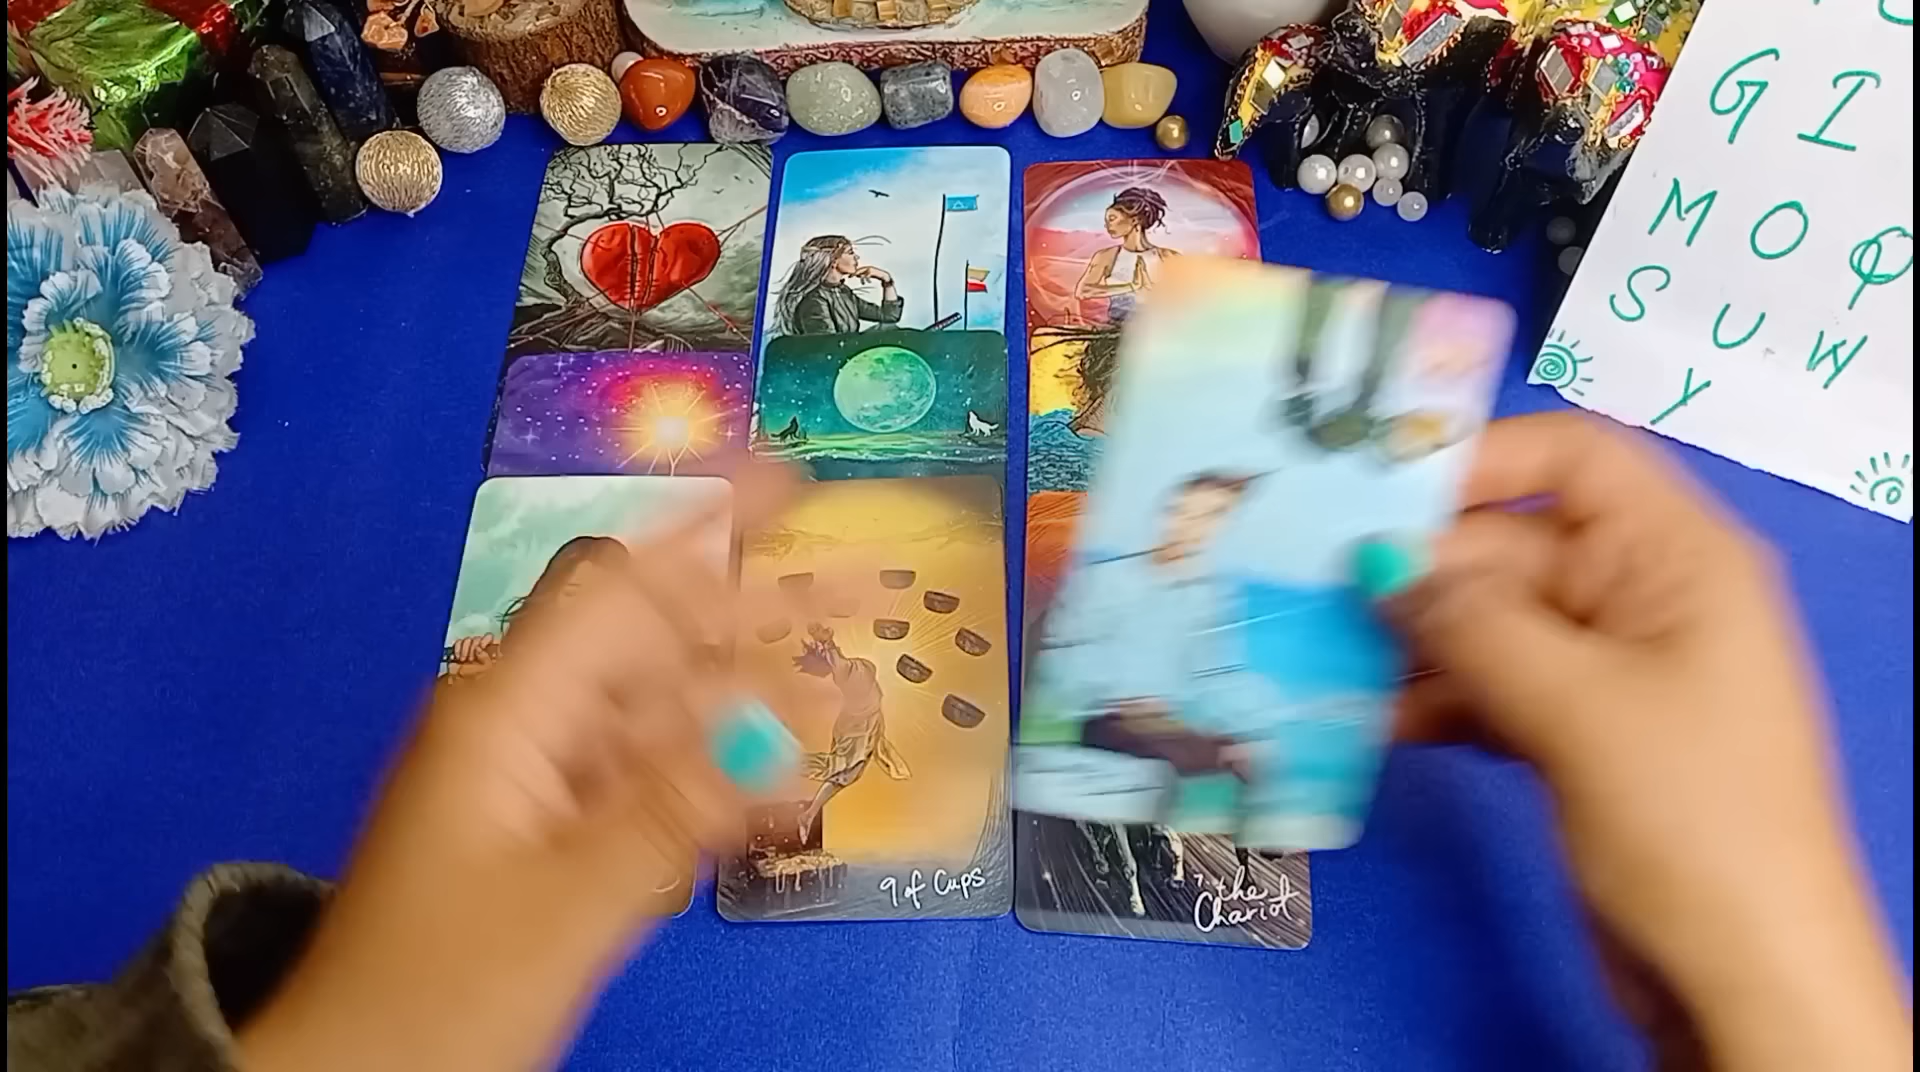 G I
M O Q
S U W
Y
9 of Cups
7. the
Chariot